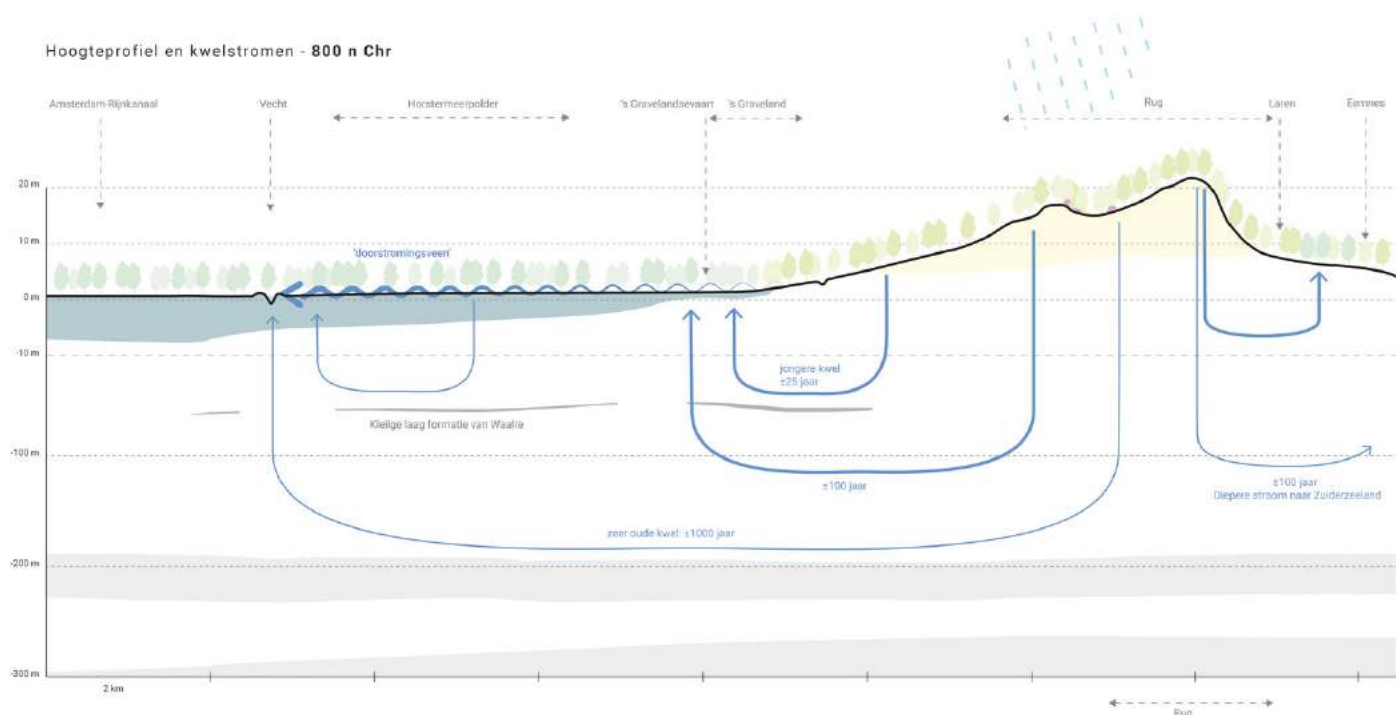 Hoogteprofiel en kwelstromen - 800 n Chr
Amsterdam-Rijnkanaal
Vecht
Horstermeerpolder
's Gravelandsevaart
's Graveland
Rug
Laren
Eemnes
20 m
10 m
'doorstromingsveen'
0 m
-10 m
jongere kwel
±25 jaar
Kleiige laag formatie van Waalre
-100 m
±100 jaar
±100 jaar
Diepere stroom naar Zuiderzeeland
zeer oude kwel: ±1000 jaar
-200 m
-300 m
2 km
Rug